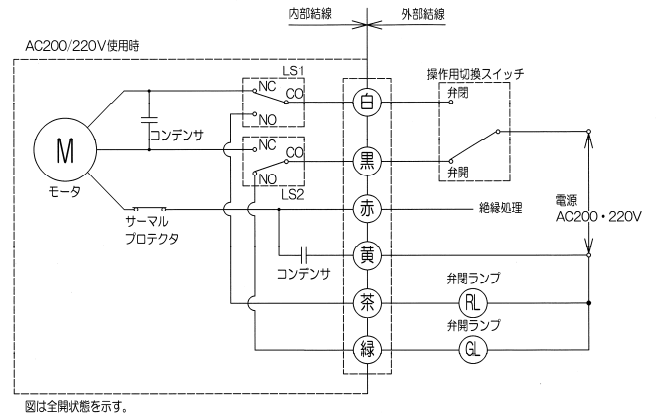 内部結線
外部結線
AC200/220V使用時
LS1
操作用切換スイッチ
NC
CO
NO
白
弁閉
コンデンサ
M
モータ
NC
CO
NO
LS2
黒
弁開
サーマル
プロテクタ
赤
絶縁処理
電源
AC200・220V
コンデンサ
黄
弁閉ランプ
茶
RL
弁開ランプ
緑
GL
図は全開状態を示す。